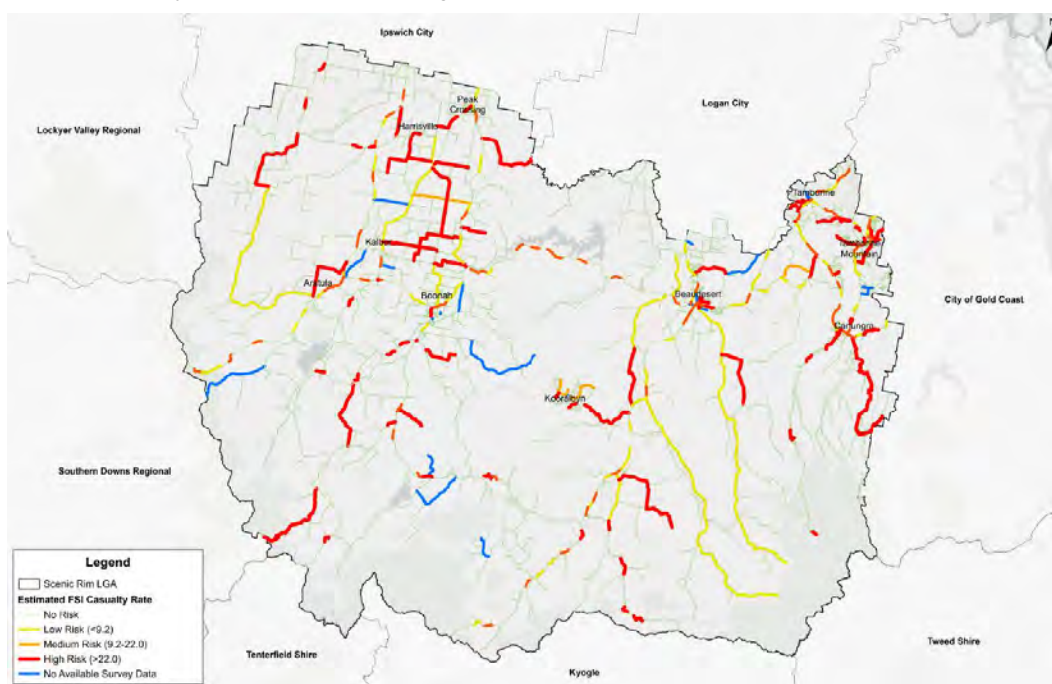 Ipswich City
Logan City
Lockyer Valley Regional
Peak
Crossing
Harrisville
Tamborine
Tamborine
Mountain
Kalbar
Aratula
Boonah
Beaudesert
City of Gold Coast
Canungra
Kooralbyn
Southern Downs Regional
Legend
Scenic Rim LGA
Estimated FSI Casualty Rate
No Risk
Low Risk (<9.2)
Medium Risk (9.2-22.0)
High Risk (>22.0)
No Available Survey Data
Tenterfield Shire
Kyogle
Tweed Shire